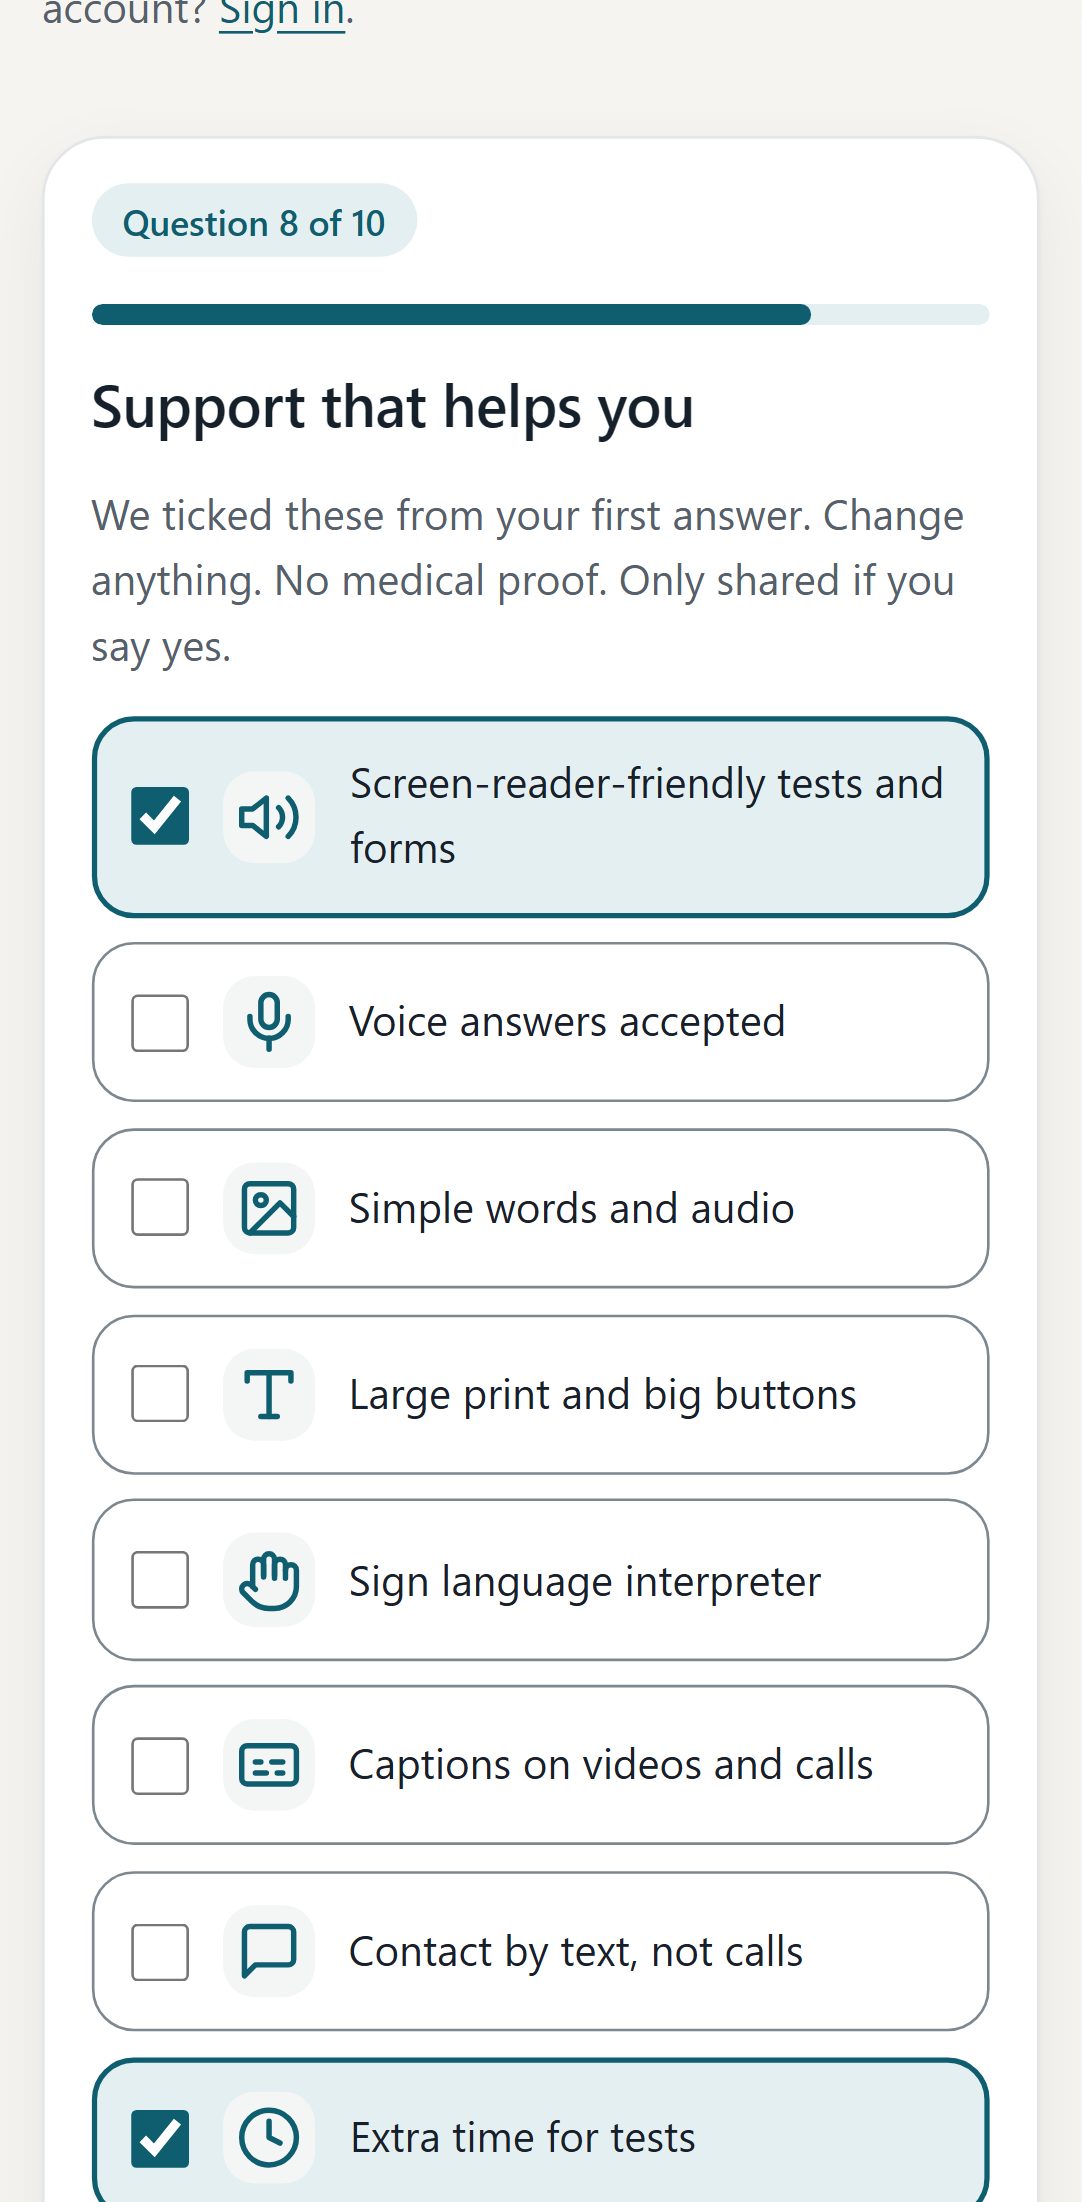 account? Sign in.
Question 8 of 10
Support that helps you
We ticked these from your first answer. Change
anything. No medical proof. Only shared if you
say yes.
Screen-reader-friendly tests and
forms
Voice answers accepted
Simple words and audio
Large print and big buttons
Sign language interpreter
Captions on videos and calls
Contact by text, not calls
Extra time for tests